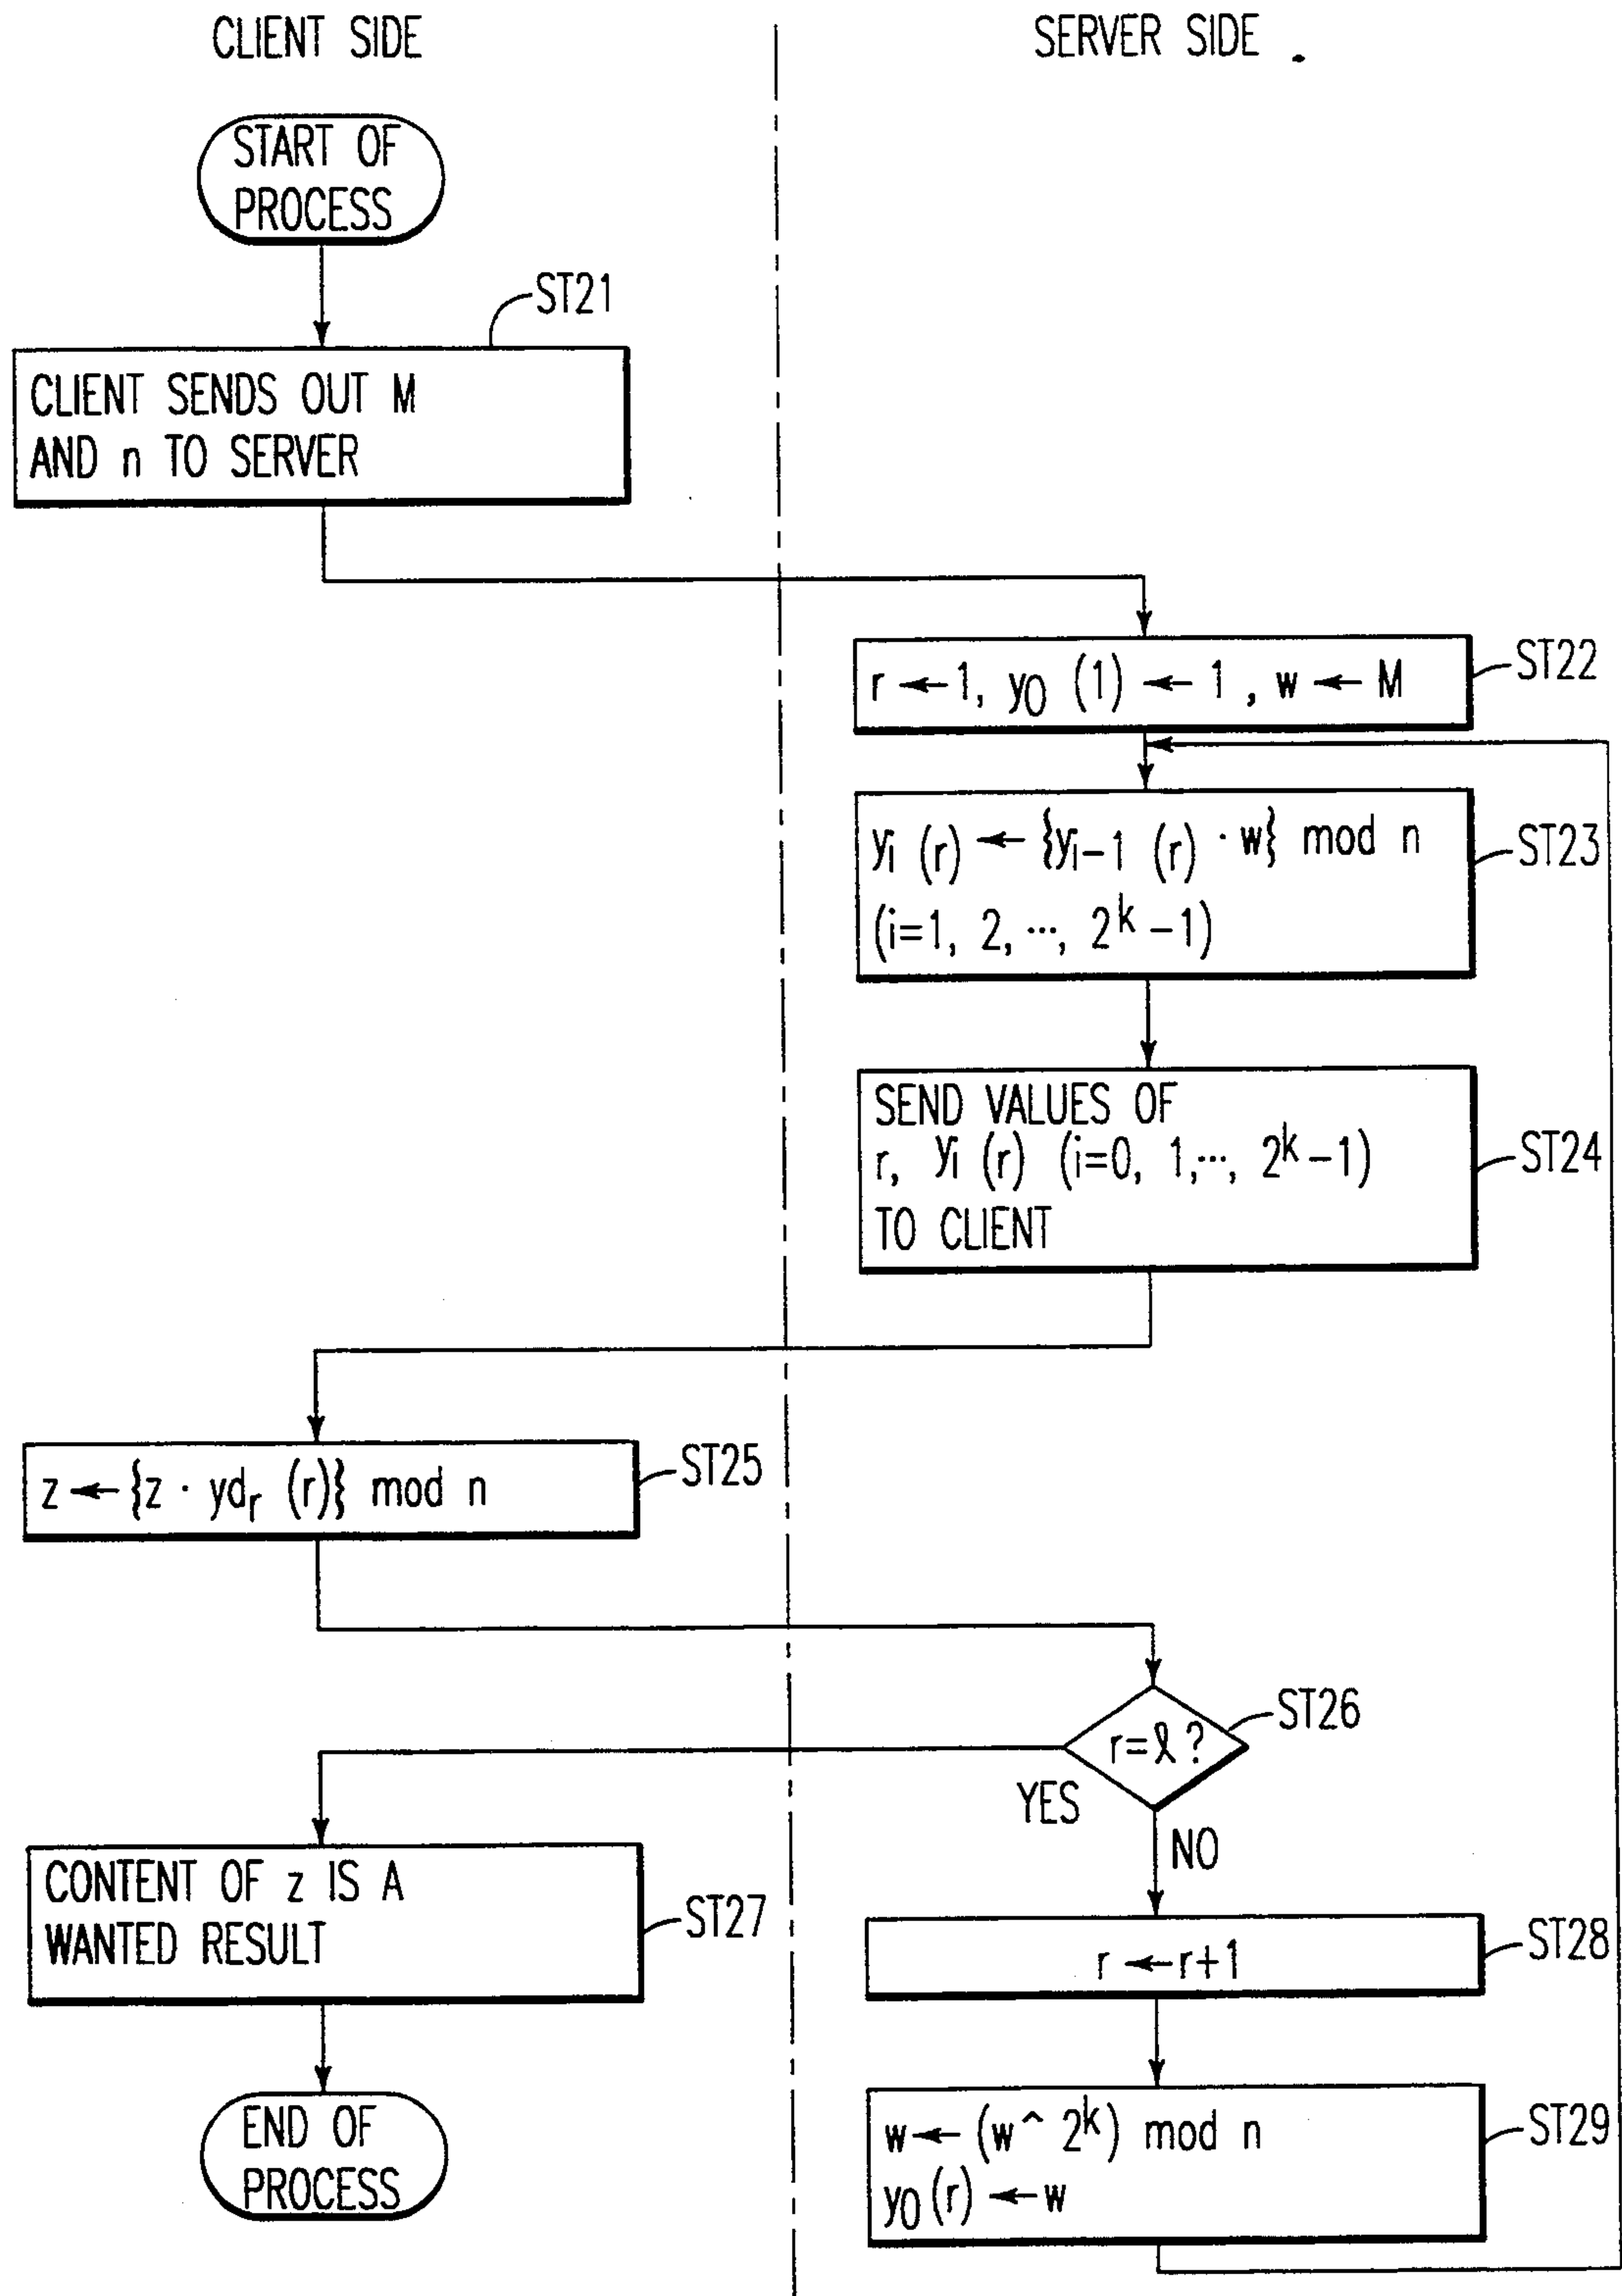 CLIENT SIDE
SERVER SIDE
START OF
PROCESS
ST21
CLIENT SENDS OUT M
AND n TO SERVER
r ← 1, y0 (1) ← 1 , w ← M
ST22
yi (r) ← {yi−1 (r) · w} mod n
(i=1, 2, ···, 2^k −1)
ST23
SEND VALUES OF
r, yi (r) (i=0, 1,···, 2^k−1)
TO CLIENT
ST24
z ← {z · ydr (r)} mod n
ST25
r=ℓ ?
ST26
YES
NO
CONTENT OF z IS A
WANTED RESULT
ST27
r ← r+1
ST28
END OF
PROCESS
w ← (w ^ 2^k) mod n
y0 (r) ← w
ST29